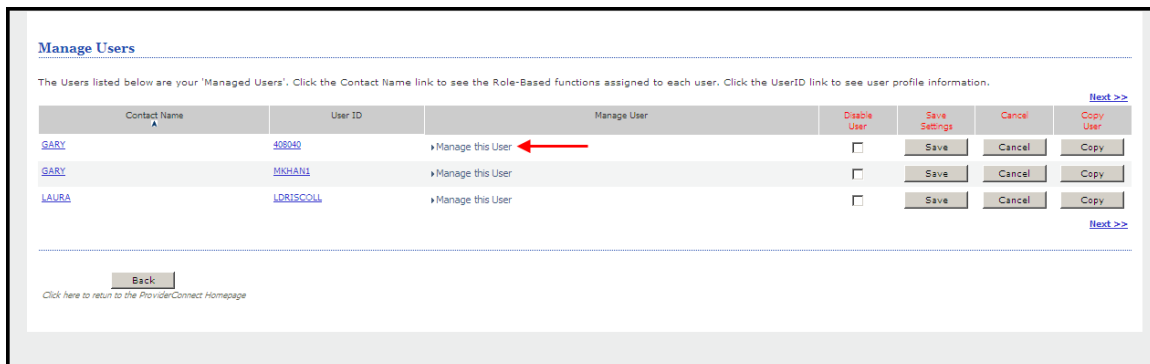 Manage Users
The Users listed below are your 'Managed Users'. Click the Contact Name link to see the Role-Based functions assigned to each user. Click the UserID link to see user profile information.
Next >>
Contact Name User ID Manage User Disable User Save Settings Cancel Copy User
GARY 408040 Manage this User Save Cancel Copy
GARY MKHAN1 Manage this User Save Cancel Copy
LAURA LDRISCOLL Manage this User Save Cancel Copy
Next >>
Back
Click here to retun to the ProviderConnect Homepage